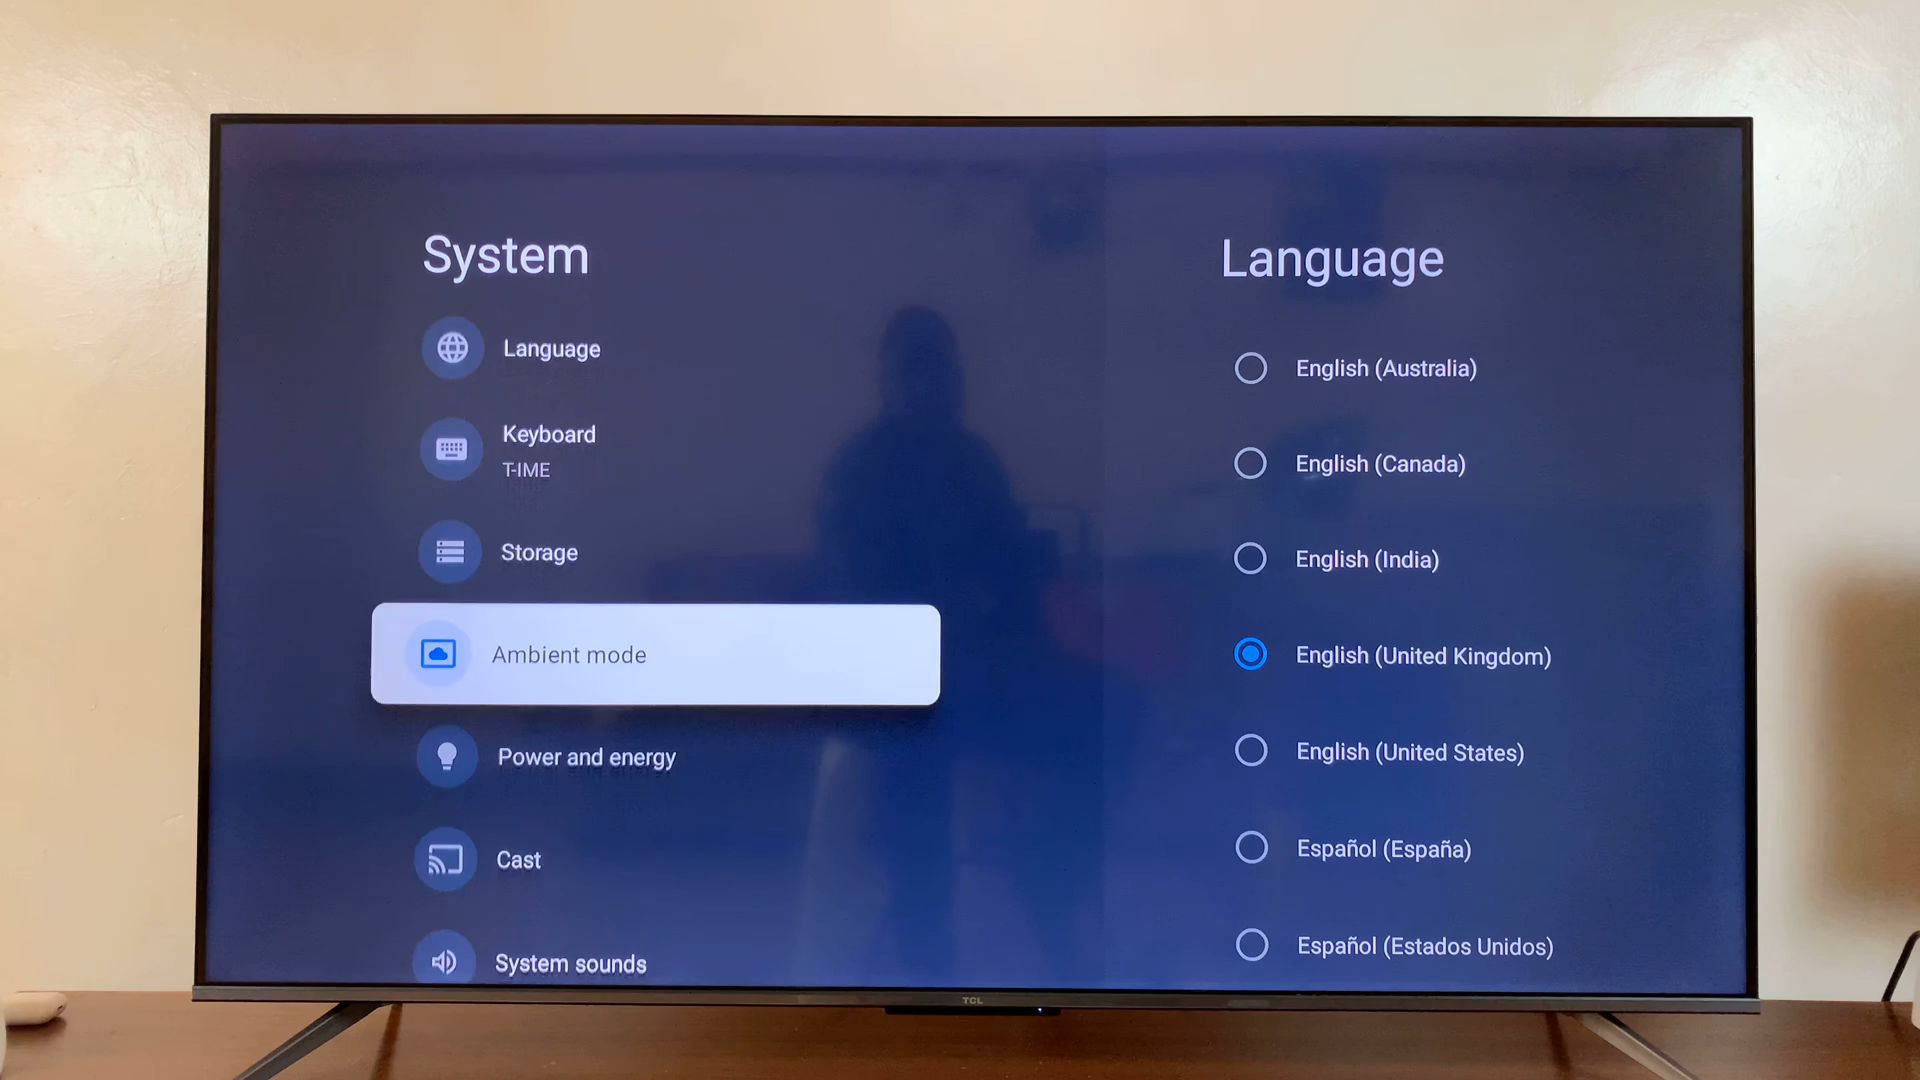 System
Language
Keyboard
T-IME
Storage
Ambient mode
Power and energy
Cast
System sounds
Language
English (Australia)
English (Canada)
English (India)
English (United Kingdom)
English (United States)
Español (España)
Español (Estados Unidos)
TCL